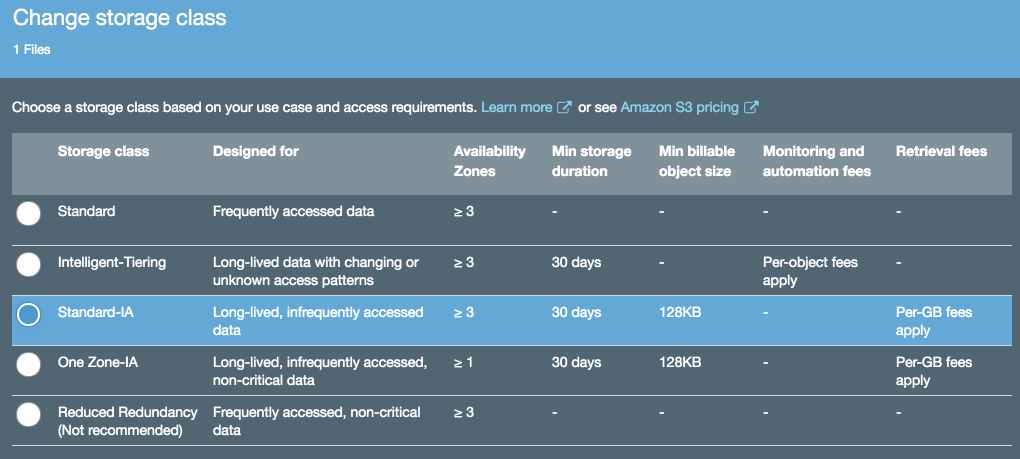 Change storage class
1 Files
Choose a storage class based on your use case and access requirements. Learn more or see Amazon S3 pricing
Storage class Designed for Availability Zones Min storage duration Min billable object size Monitoring and automation fees Retrieval fees
Standard Frequently accessed data ≥ 3 - - - -
Intelligent-Tiering Long-lived data with changing or unknown access patterns ≥ 3 30 days - Per-object fees apply -
Standard-IA Long-lived, infrequently accessed data ≥ 3 30 days 128KB - Per-GB fees apply
One Zone-IA Long-lived, infrequently accessed, non-critical data ≥ 1 30 days 128KB - Per-GB fees apply
Reduced Redundancy (Not recommended) Frequently accessed, non-critical data ≥ 3 - - - -